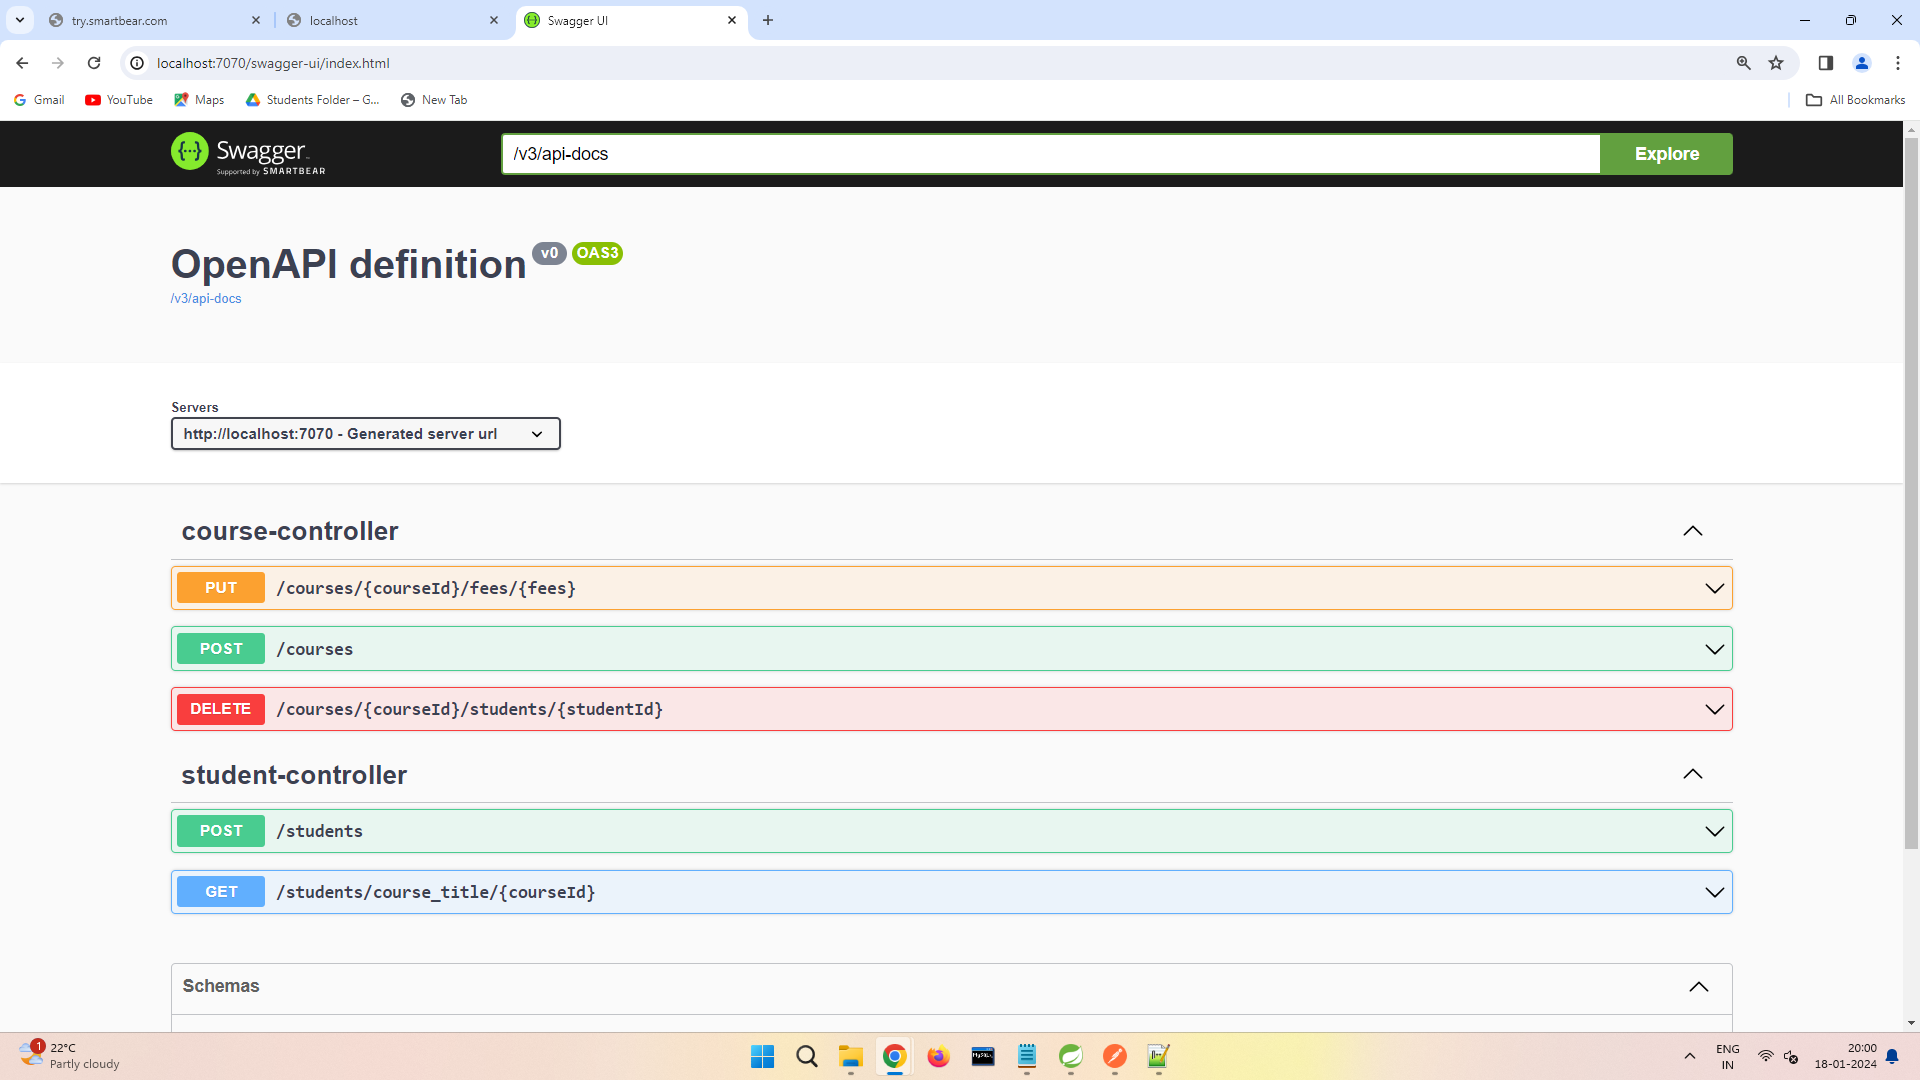 try.smartbear.com
localhost
Swagger UI
localhost:7070/swagger-ui/index.html
Gmail
YouTube
Maps
Students Folder – G...
New Tab
All Bookmarks
Swagger
Supported by SMARTBEAR
/v3/api-docs
Explore
OpenAPI definition v0 OAS3
/v3/api-docs
Servers
http://localhost:7070 - Generated server url
course-controller
PUT /courses/{courseId}/fees/{fees}
POST /courses
DELETE /courses/{courseId}/students/{studentId}
student-controller
POST /students
GET /students/course_title/{courseId}
Schemas
1
22°C
Partly cloudy
MySQL
ENG
IN
20:00
18-01-2024